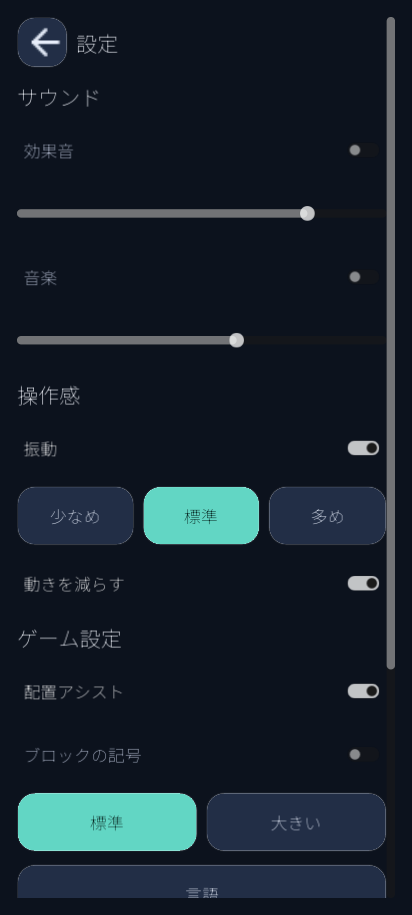 設定
サウンド
効果音
音楽
操作感
振動
少なめ
標準
多め
動きを減らす
ゲーム設定
配置アシスト
ブロックの記号
標準
大きい
言語